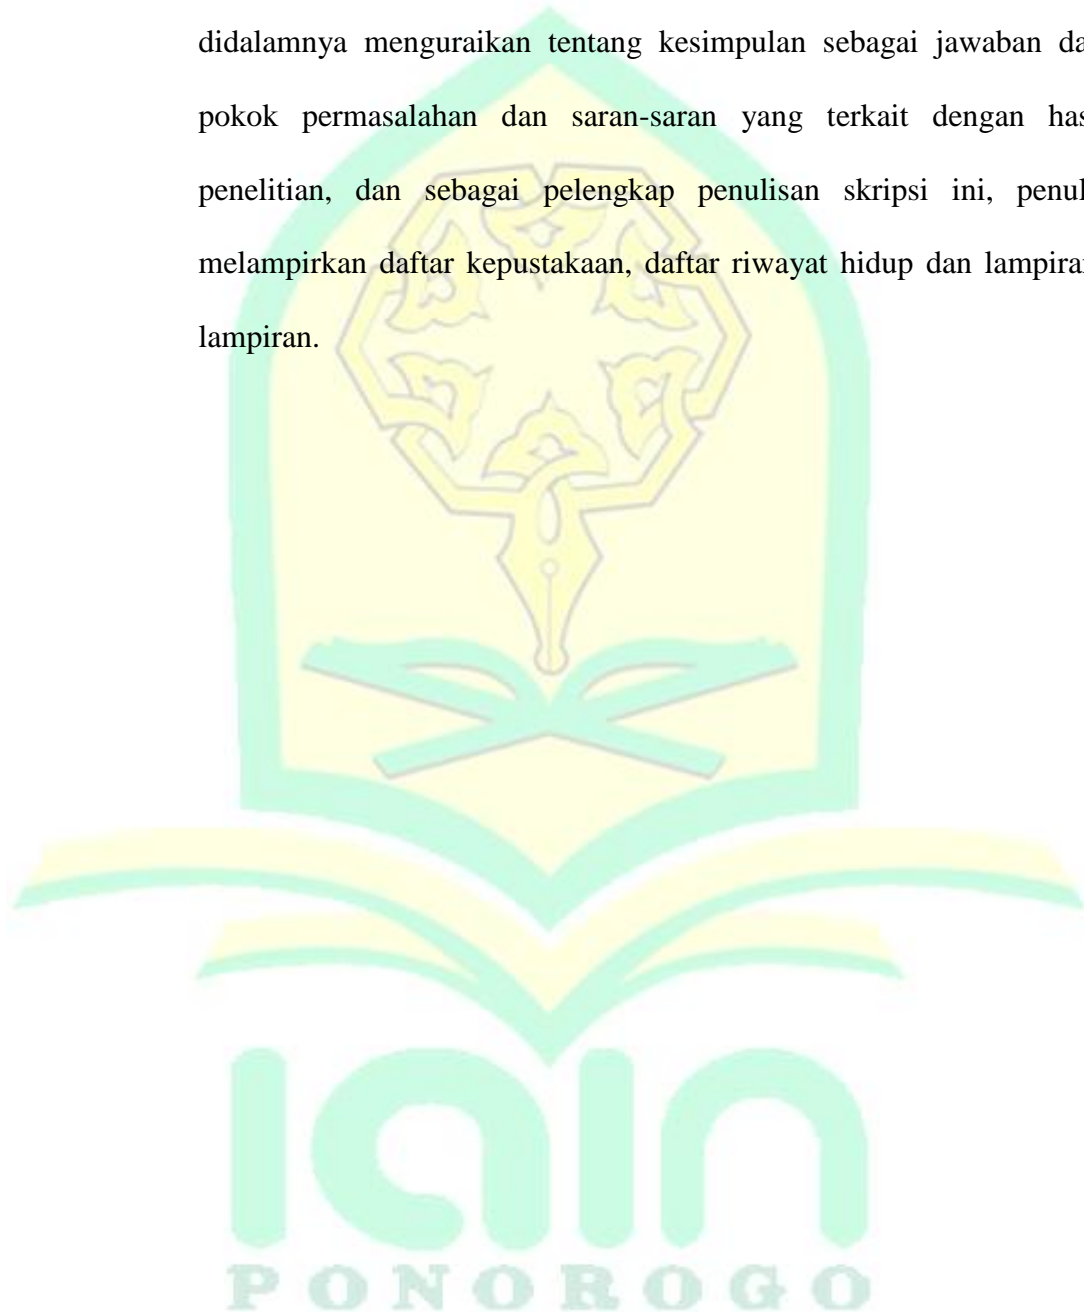 didalamnya menguraikan tentang kesimpulan sebagai jawaban da
pokok permasalahan dan saran-saran yang terkait dengan has
penelitian, dan sebagai pelengkap penulisan skripsi ini, penul
melampirkan daftar kepustakaan, daftar riwayat hidup dan lampiran
lampiran.
iain
PONOROGO